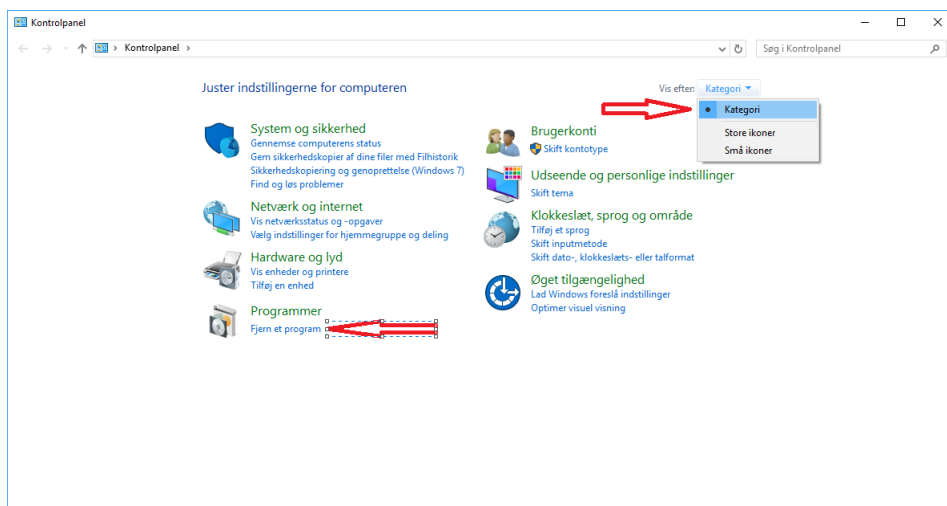 Kontrolpanel
Kontrolpanel
Søg i Kontrolpanel
Juster indstillingerne for computeren
Vis efter: Kategori
Kategori
Store ikoner
Små ikoner
System og sikkerhed
Gennemse computerens status
Gem sikkerhedskopier af dine filer med Filhistorik
Sikkerhedskopiering og genoprettelse (Windows 7)
Find og løs problemer
Netværk og internet
Vis netværksstatus og -opgaver
Vælg indstillinger for hjemmegruppe og deling
Hardware og lyd
Vis enheder og printere
Tilføj en enhed
Programmer
Fjern et program
Brugerkonti
Skift kontotype
Udseende og personlige indstillinger
Skift tema
Klokkeslæt, sprog og område
Tilføj et sprog
Skift inputmetode
Skift dato-, klokkeslæts- eller talformat
Øget tilgængelighed
Lad Windows foreslå indstillinger
Optimer visuel visning